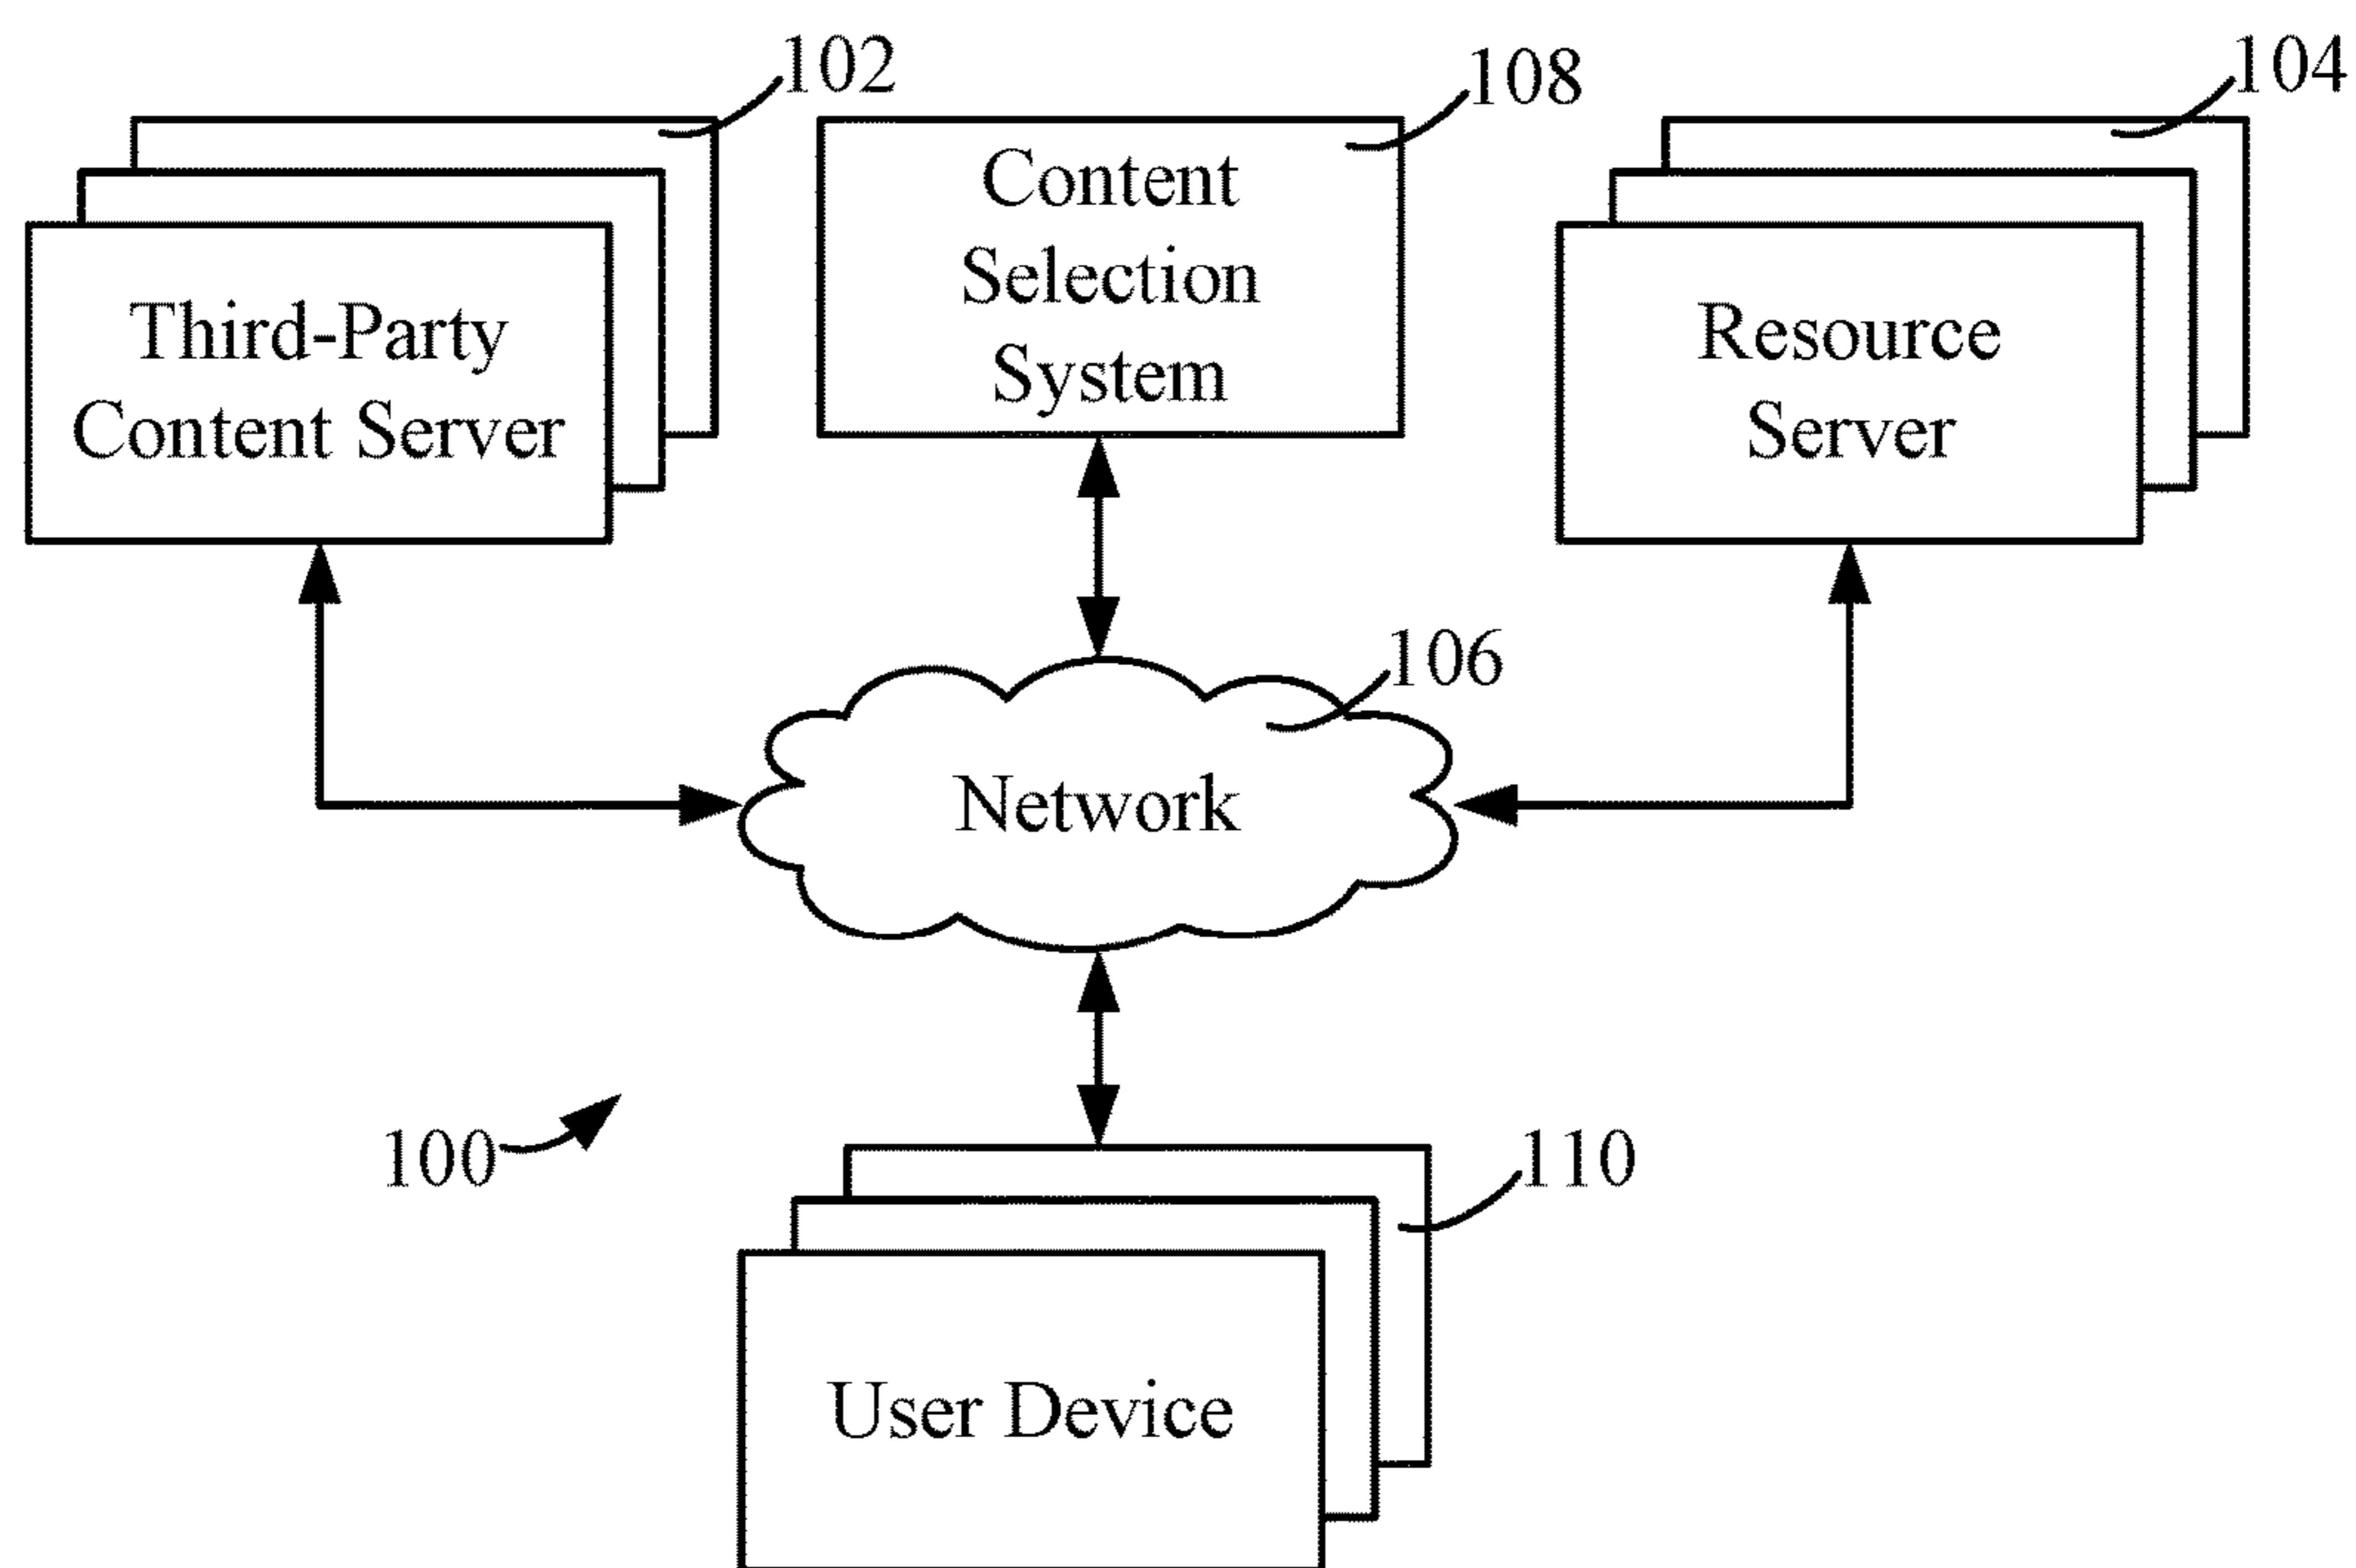 102
108
104
Third-Party
Content Server
Content
Selection
System
Resource
Server
106
Network
100
110
User Device